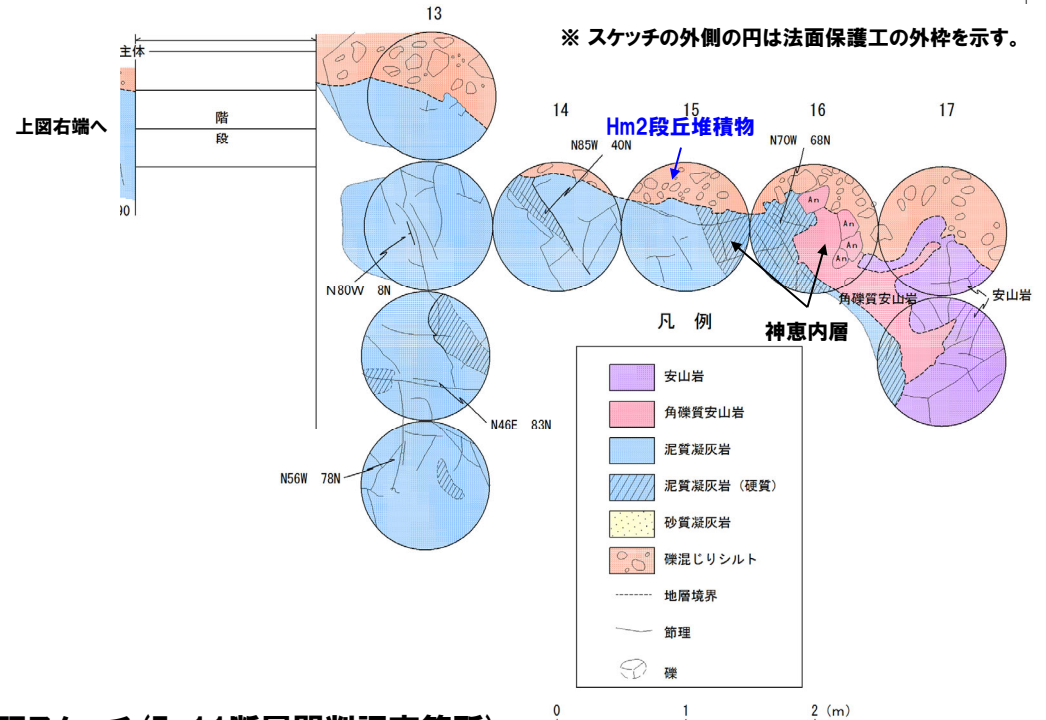 13
※ スケッチの外側の円は法面保護工の外枠を示す。
主体
上図右端へ
階
段
14
15
16
17
Hm2段丘堆積物
N85W 40N
N70W 68N
An
An
An
An
N80W 8N
角礫質安山岩
安山岩
神恵内層
凡 例
安山岩
角礫質安山岩
泥質凝灰岩
泥質凝灰岩（硬質）
砂質凝灰岩
礫混じりシルト
地層境界
節理
礫
N46E 83N
N56W 78N
0 1 2 (m)